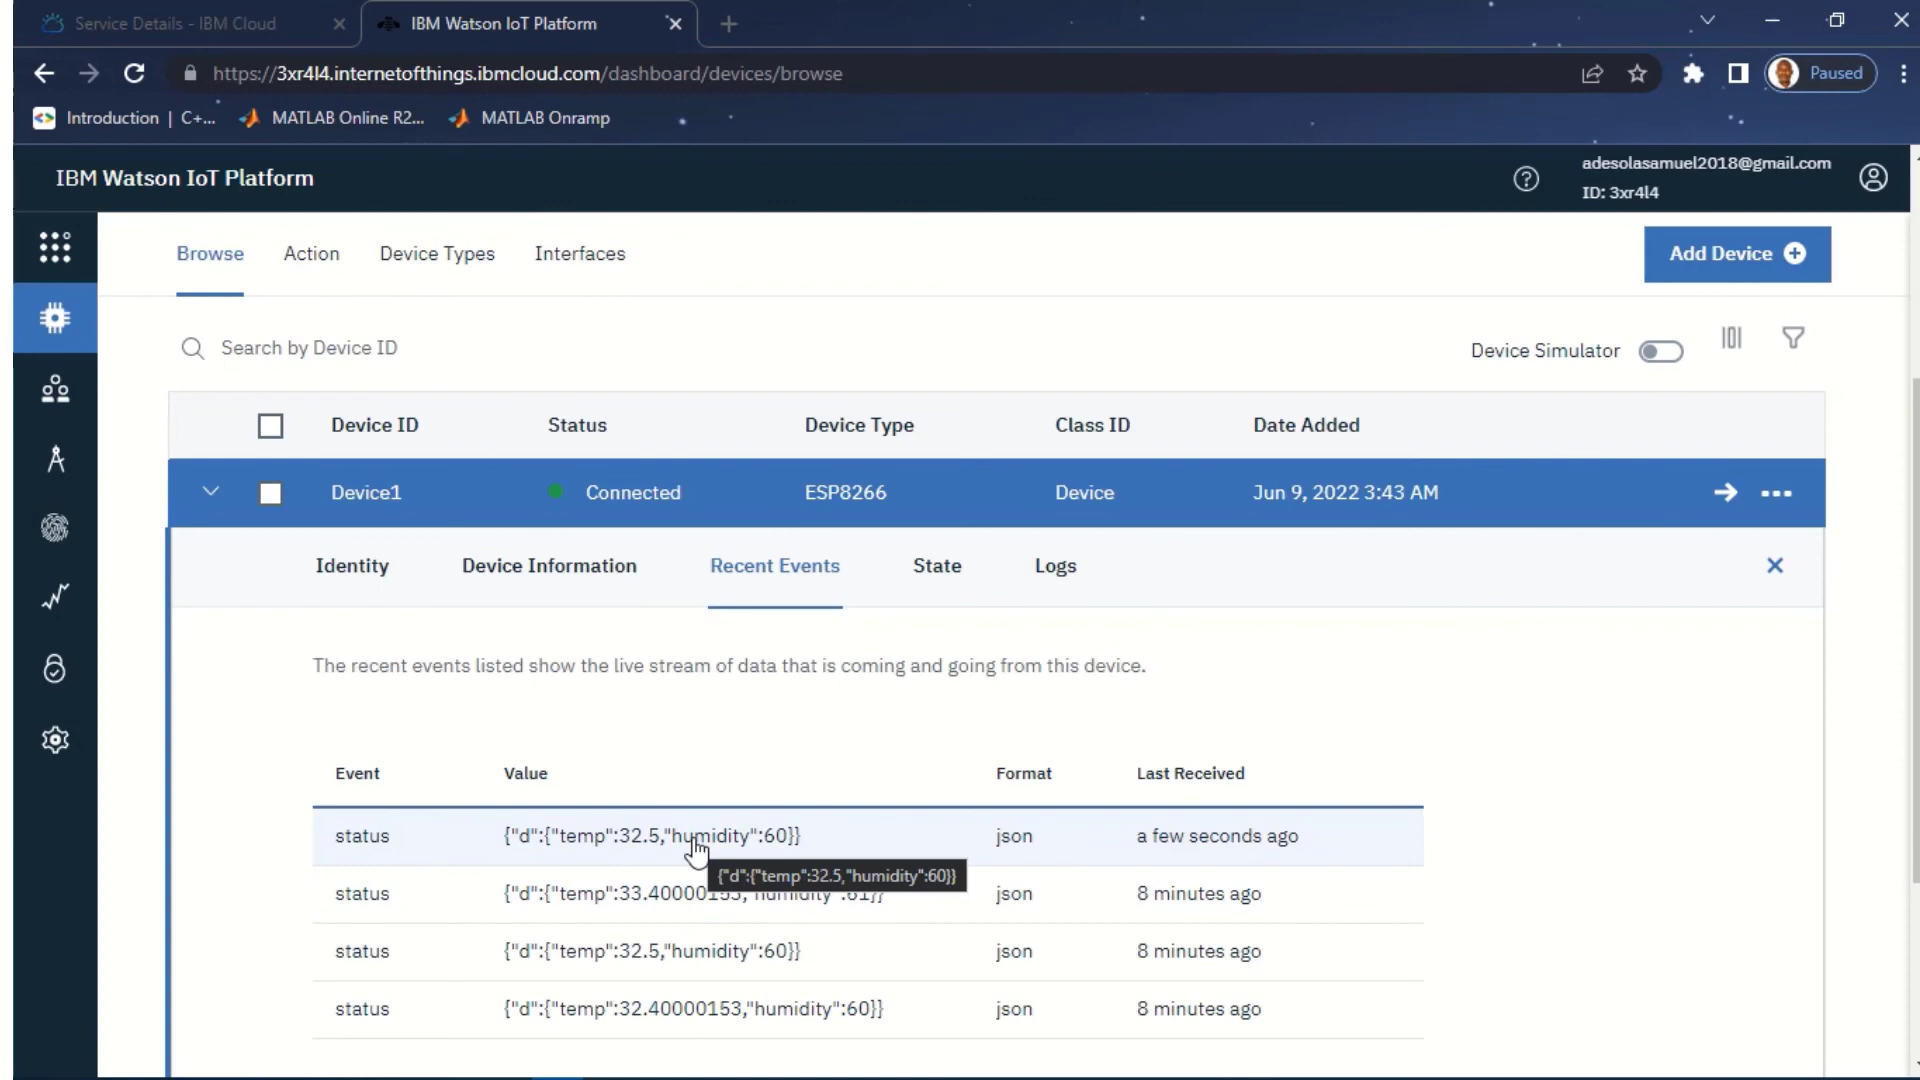 Service Details - IBM Cloud
IBM Watson IoT Platform
https://3xr4l4.internetofthings.ibmcloud.com/dashboard/devices/browse
Paused
Introduction | C+...
MATLAB Online R2...
MATLAB Onramp
IBM Watson IoT Platform
adesolasamuel2018@gmail.com
ID: 3xr4l4
Browse
Action
Device Types
Interfaces
Add Device
Search by Device ID
Device Simulator
Device ID Status Device Type Class ID Date Added
Device1 Connected ESP8266 Device Jun 9, 2022 3:43 AM
Identity
Device Information
Recent Events
State
Logs
The recent events listed show the live stream of data that is coming and going from this device.
Event Value Format Last Received
status {"d":{"temp":32.5,"humidity":60}} json a few seconds ago
{"d":{"temp":32.5,"humidity":60}}
status {"d":{"temp":33.40000153,"humidity":61}} json 8 minutes ago
status {"d":{"temp":32.5,"humidity":60}} json 8 minutes ago
status {"d":{"temp":32.40000153,"humidity":60}} json 8 minutes ago